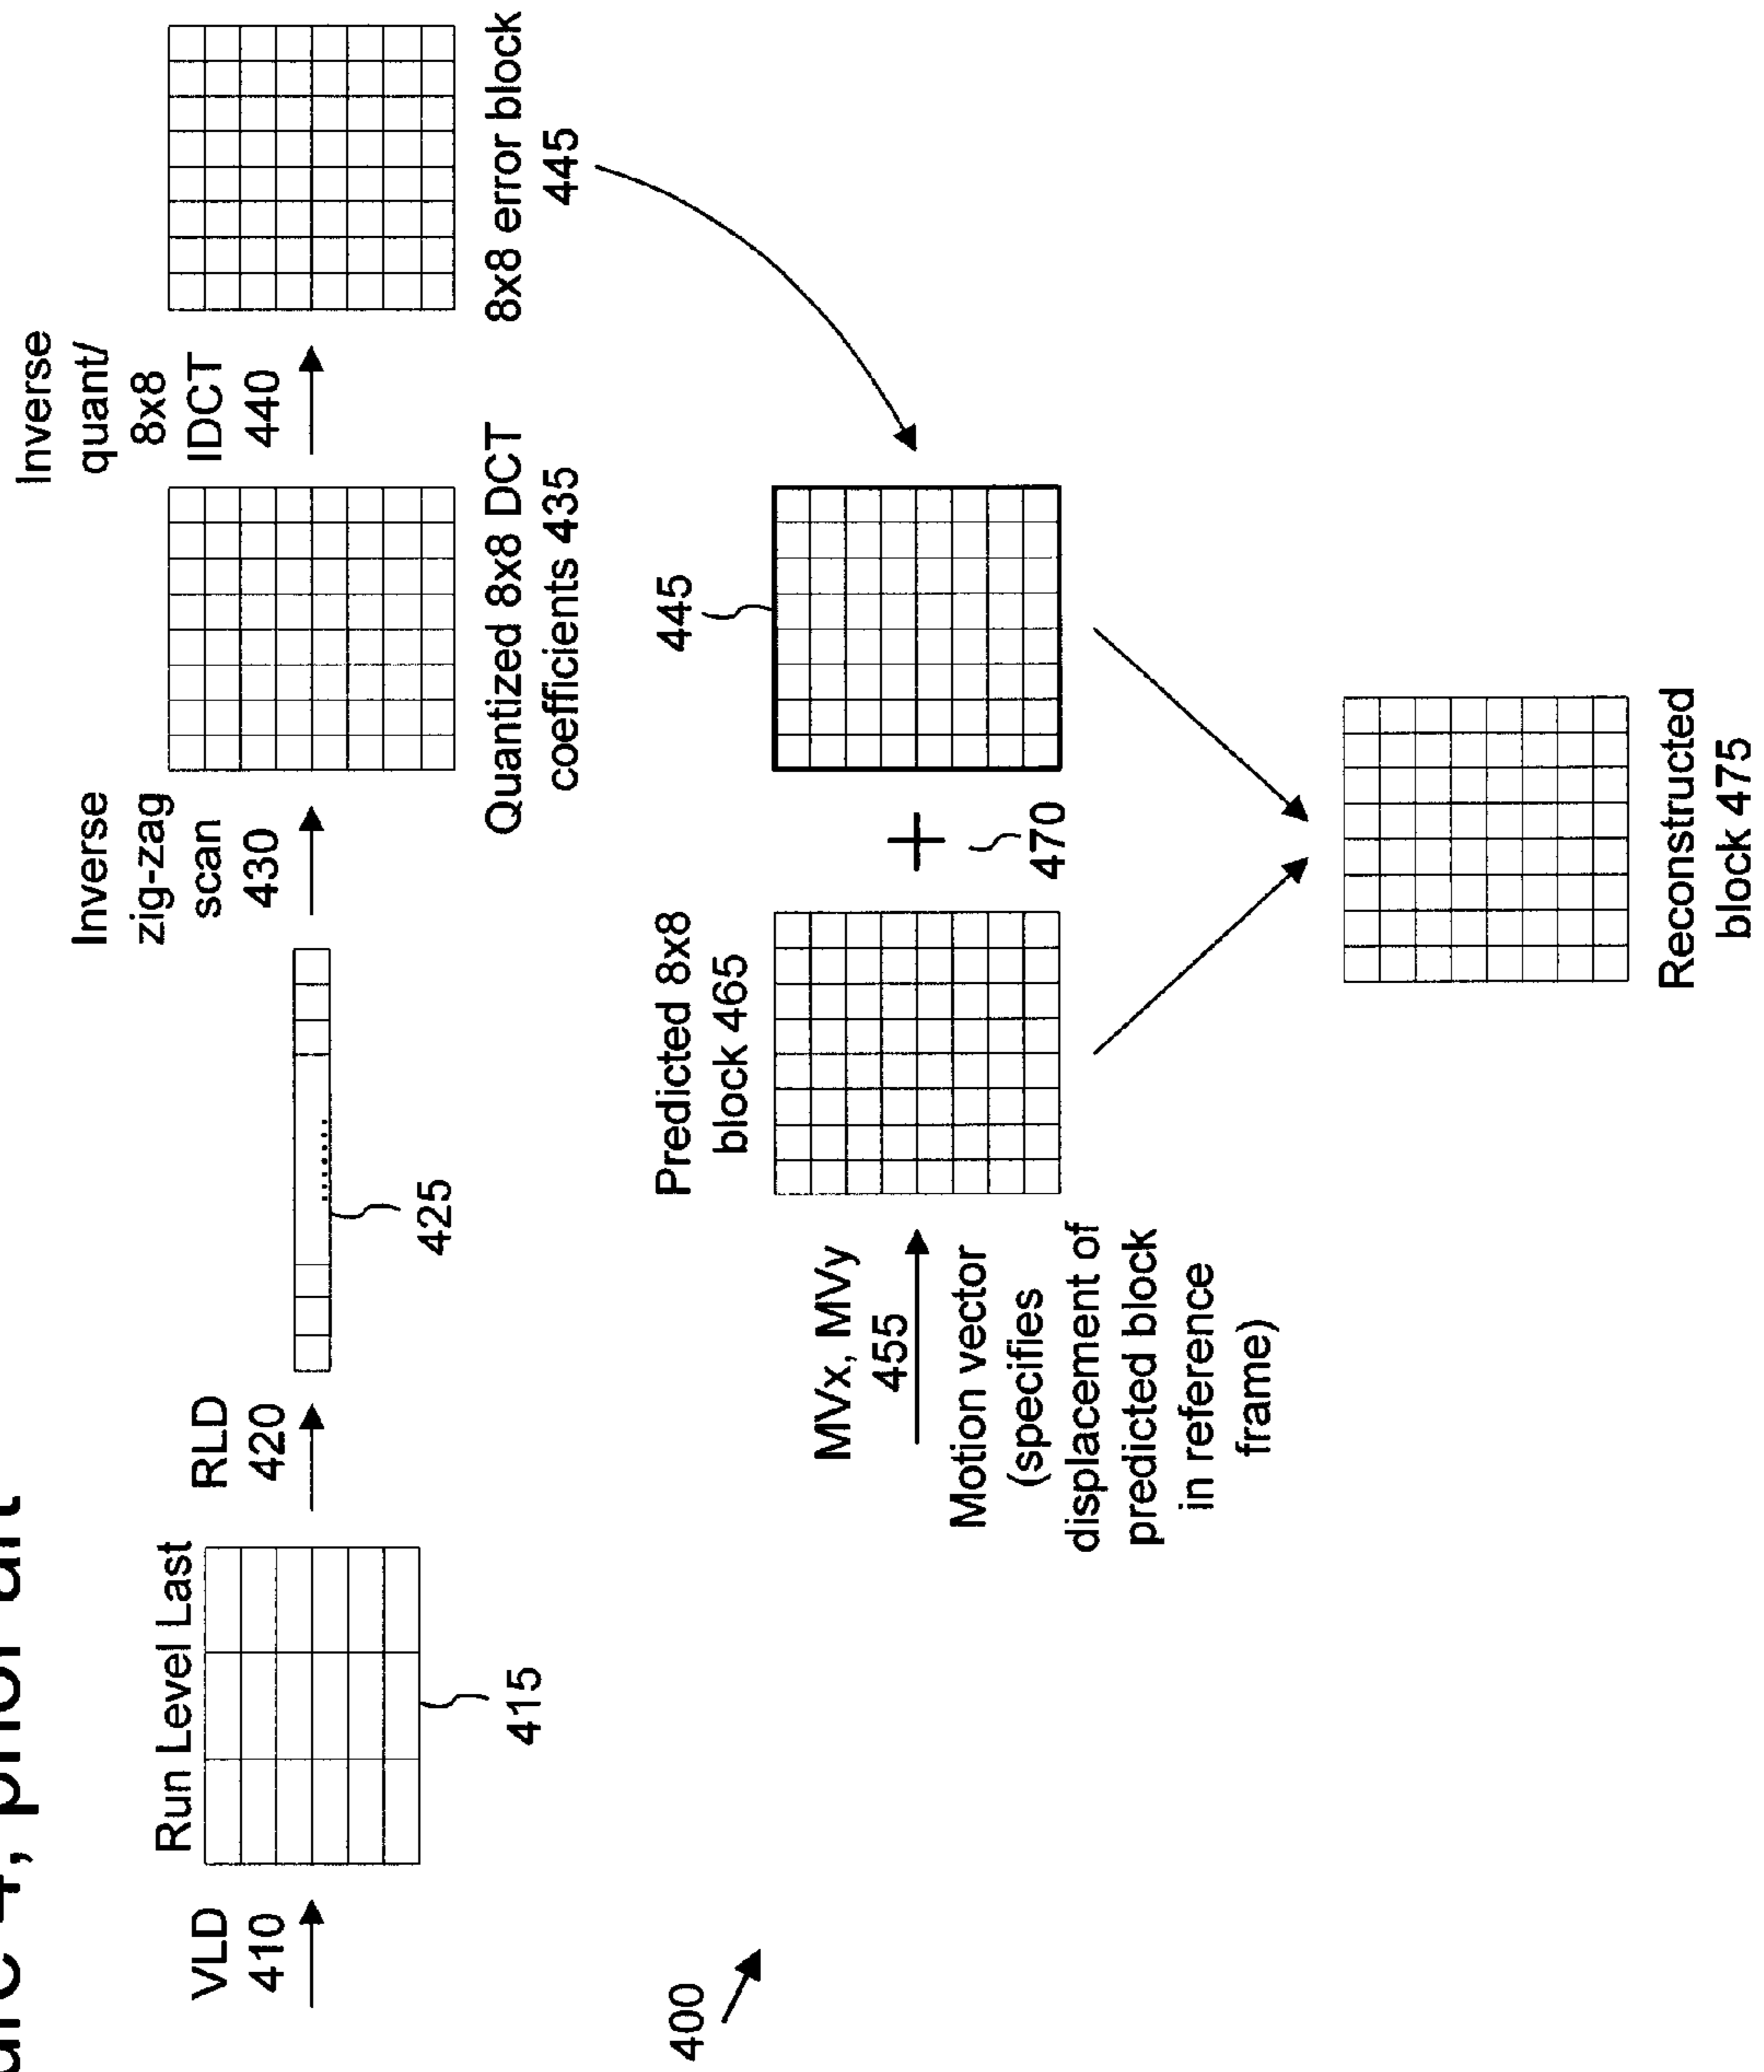 4, prior art
VLD
410
Run Level Last
415
RLD
420
425
Inverse
zig-zag
scan
430
Quantized 8x8 DCT
coefficients 435
Inverse
quant/
8x8
IDCT
440
8x8 error block
445
400
MVx, MVy
455
Motion vector
(specifies
displacement of
predicted block
in reference
frame)
Predicted 8x8
block 465
470
445
Reconstructed
block 475